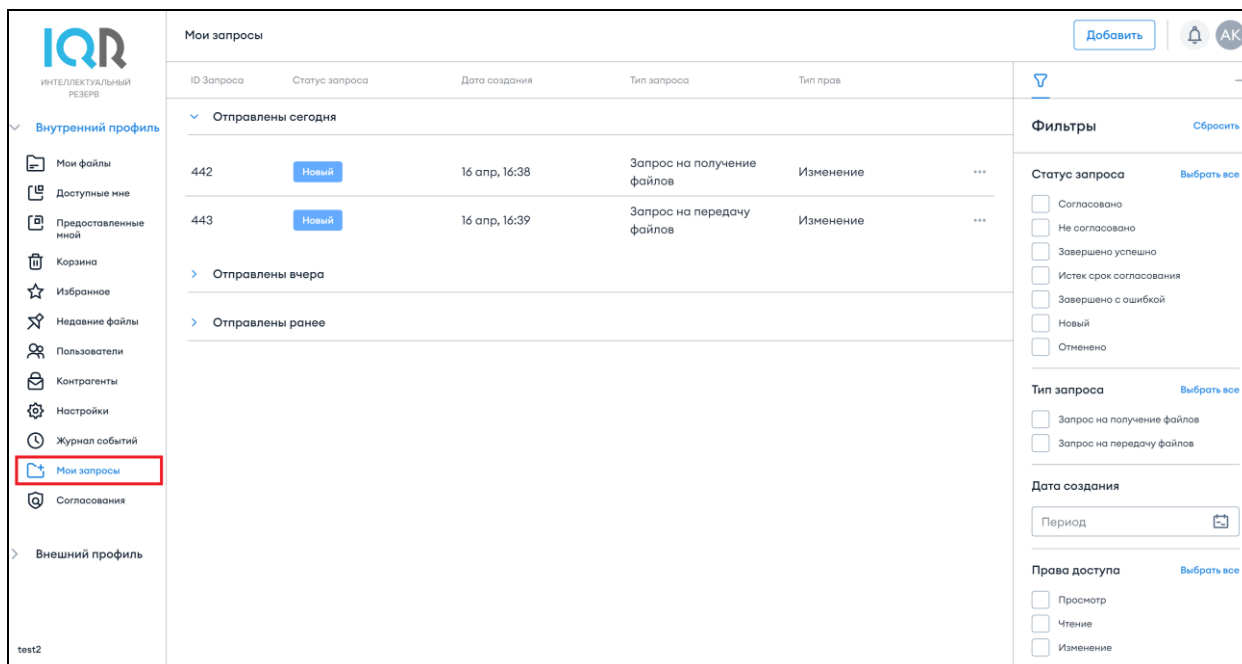 IQR
ИНТЕЛЛЕКТУАЛЬНЫЙ
РЕЗЕРВ
Внутренний профиль
Мои файлы
Доступные мне
Предоставленные
мной
Корзина
Избранное
Недавние файлы
Пользователи
Контрагенты
Настройки
Журнал событий
Мои запросы
Согласования
Внешний профиль
test2
Мои запросы
Добавить
АК
ID Запроса Статус запроса Дата создания Тип запроса Тип прав
Отправлены сегодня
442 Новый 16 апр, 16:38 Запрос на получение
файлов Изменение
443 Новый 16 апр, 16:39 Запрос на передачу
файлов Изменение
Отправлены вчера
Отправлены ранее
Фильтры Сбросить
Статус запроса Выбрать все
Согласовано
Не согласовано
Завершено успешно
Истек срок согласования
Завершено с ошибкой
Новый
Отменено
Тип запроса Выбрать все
Запрос на получение файлов
Запрос на передачу файлов
Дата создания
Период
Права доступа Выбрать все
Просмотр
Чтение
Изменение